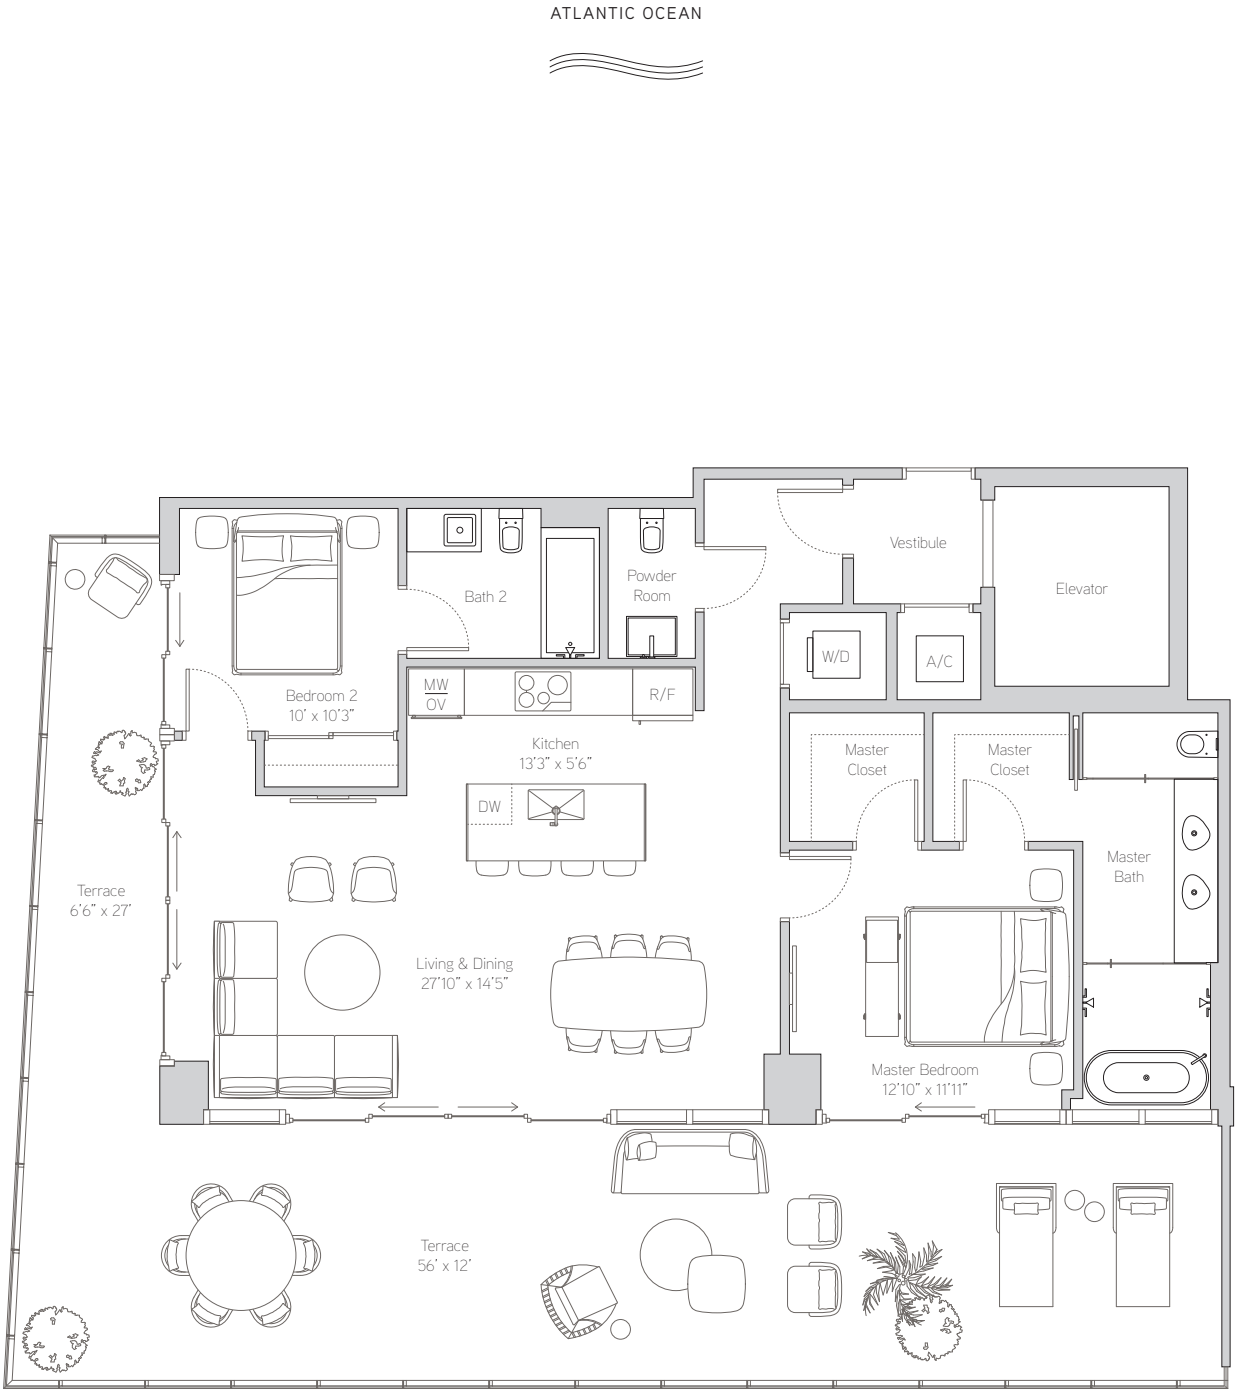 ATLANTIC OCEAN
Vestibule
Elevator
Powder
Room
Bath 2
W/D
A/C
Bedroom 2
10' x 10'3"
MW
OV
R/F
Kitchen
13'3" x 5'6"
DW
Master
Closet
Master
Closet
Master
Bath
Terrace
6'6" x 27'
Living & Dining
27'10" x 14'5"
Master Bedroom
12'10" x 11'11"
Terrace
56' x 12'